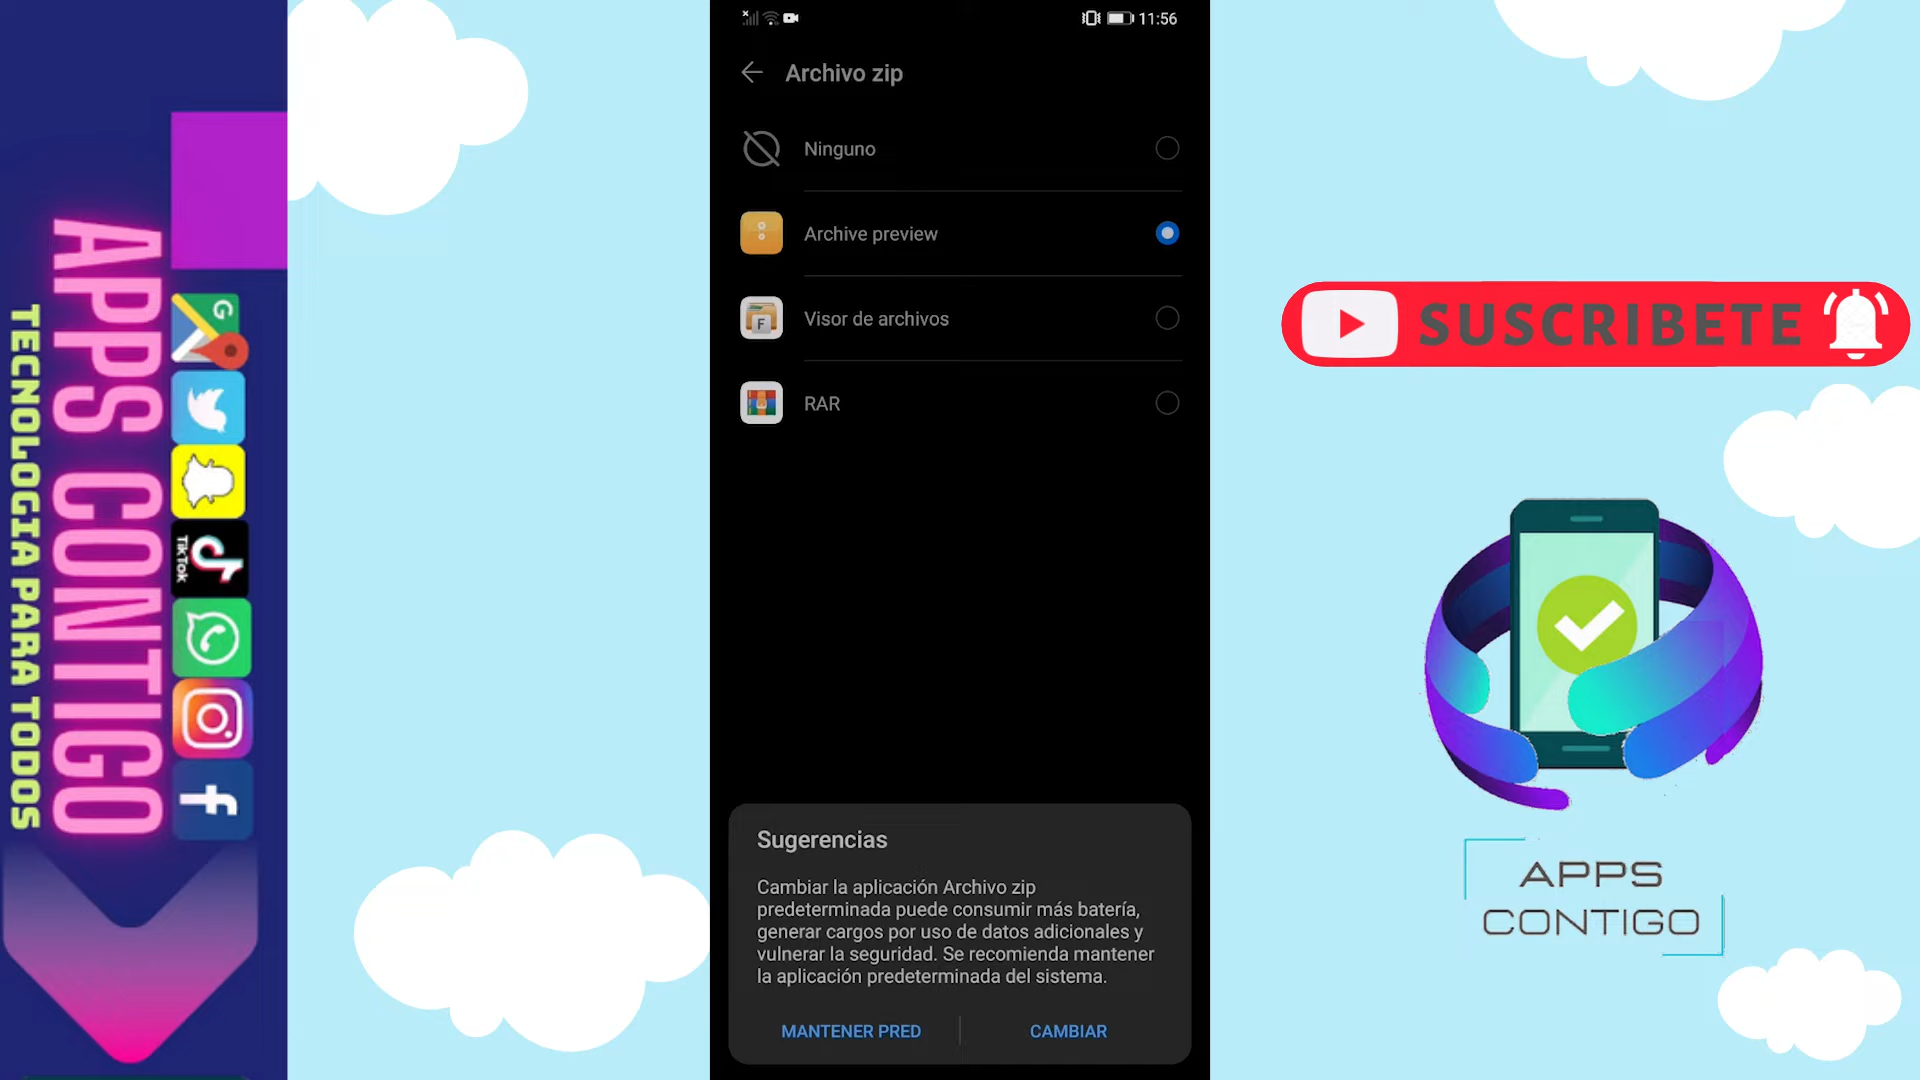 APPS CONTIGO
TECNOLOGIA PARA TODOS
G
TikTok
11:56
Archivo zip
Ninguno
Archive preview
F
Visor de archivos
RAR
Sugerencias
Cambiar la aplicación Archivo zip
predeterminada puede consumir más batería,
generar cargos por uso de datos adicionales y
vulnerar la seguridad. Se recomienda mantener
la aplicación predeterminada del sistema.
MANTENER PRED
CAMBIAR
SUSCRIBETE
APPS
CONTIGO